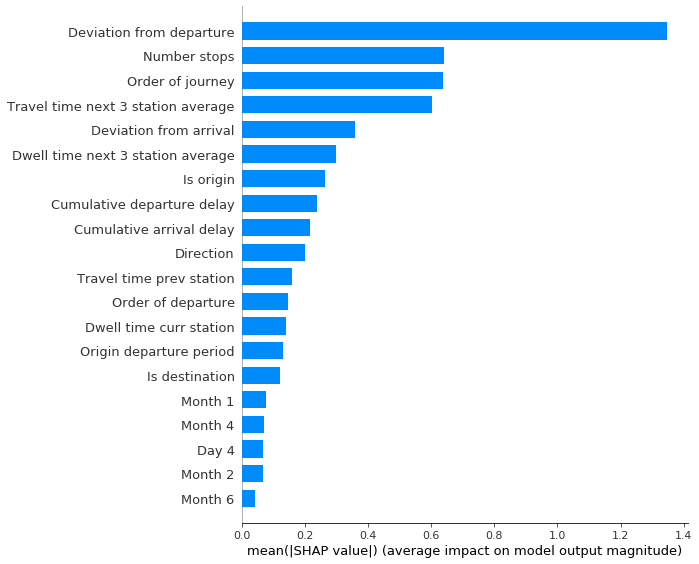 Deviation from departure
Number stops
Order of journey
Travel time next 3 station average
Deviation from arrival
Dwell time next 3 station average
Is origin
Cumulative departure delay
Cumulative arrival delay
Direction
Travel time prev station
Order of departure
Dwell time curr station
Origin departure period
Is destination
Month 1
Month 4
Day 4
Month 2
Month 6
0.0 0.2 0.4 0.6 0.8 1.0 1.2 1.4
mean(|SHAP value|) (average impact on model output magnitude)